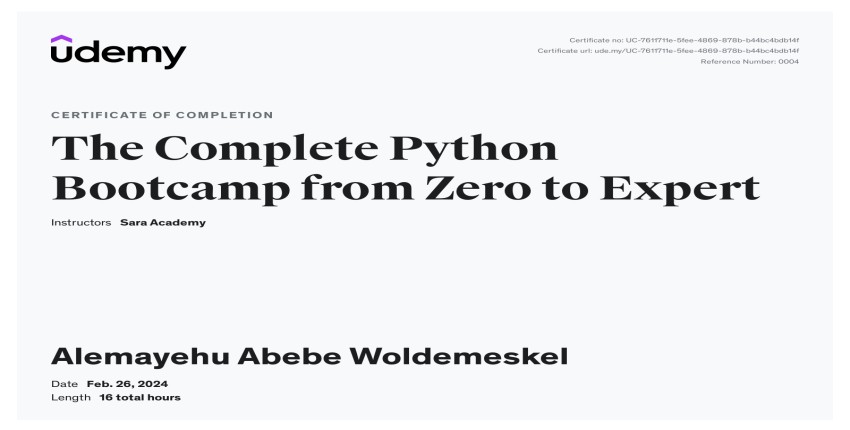 udemy
Certificate no: UC-7611711e-5fee-4869-878b-b44bc4bdb14f
Certificate url: ude.my/UC-7611711e-5fee-4869-878b-b44bc4bdb14f
Reference Number: 0004
CERTIFICATE OF COMPLETION
The Complete Python
Bootcamp from Zero to Expert
Instructors Sara Academy
Alemayehu Abebe Woldemeskel
Date Feb. 26, 2024
Length 16 total hours